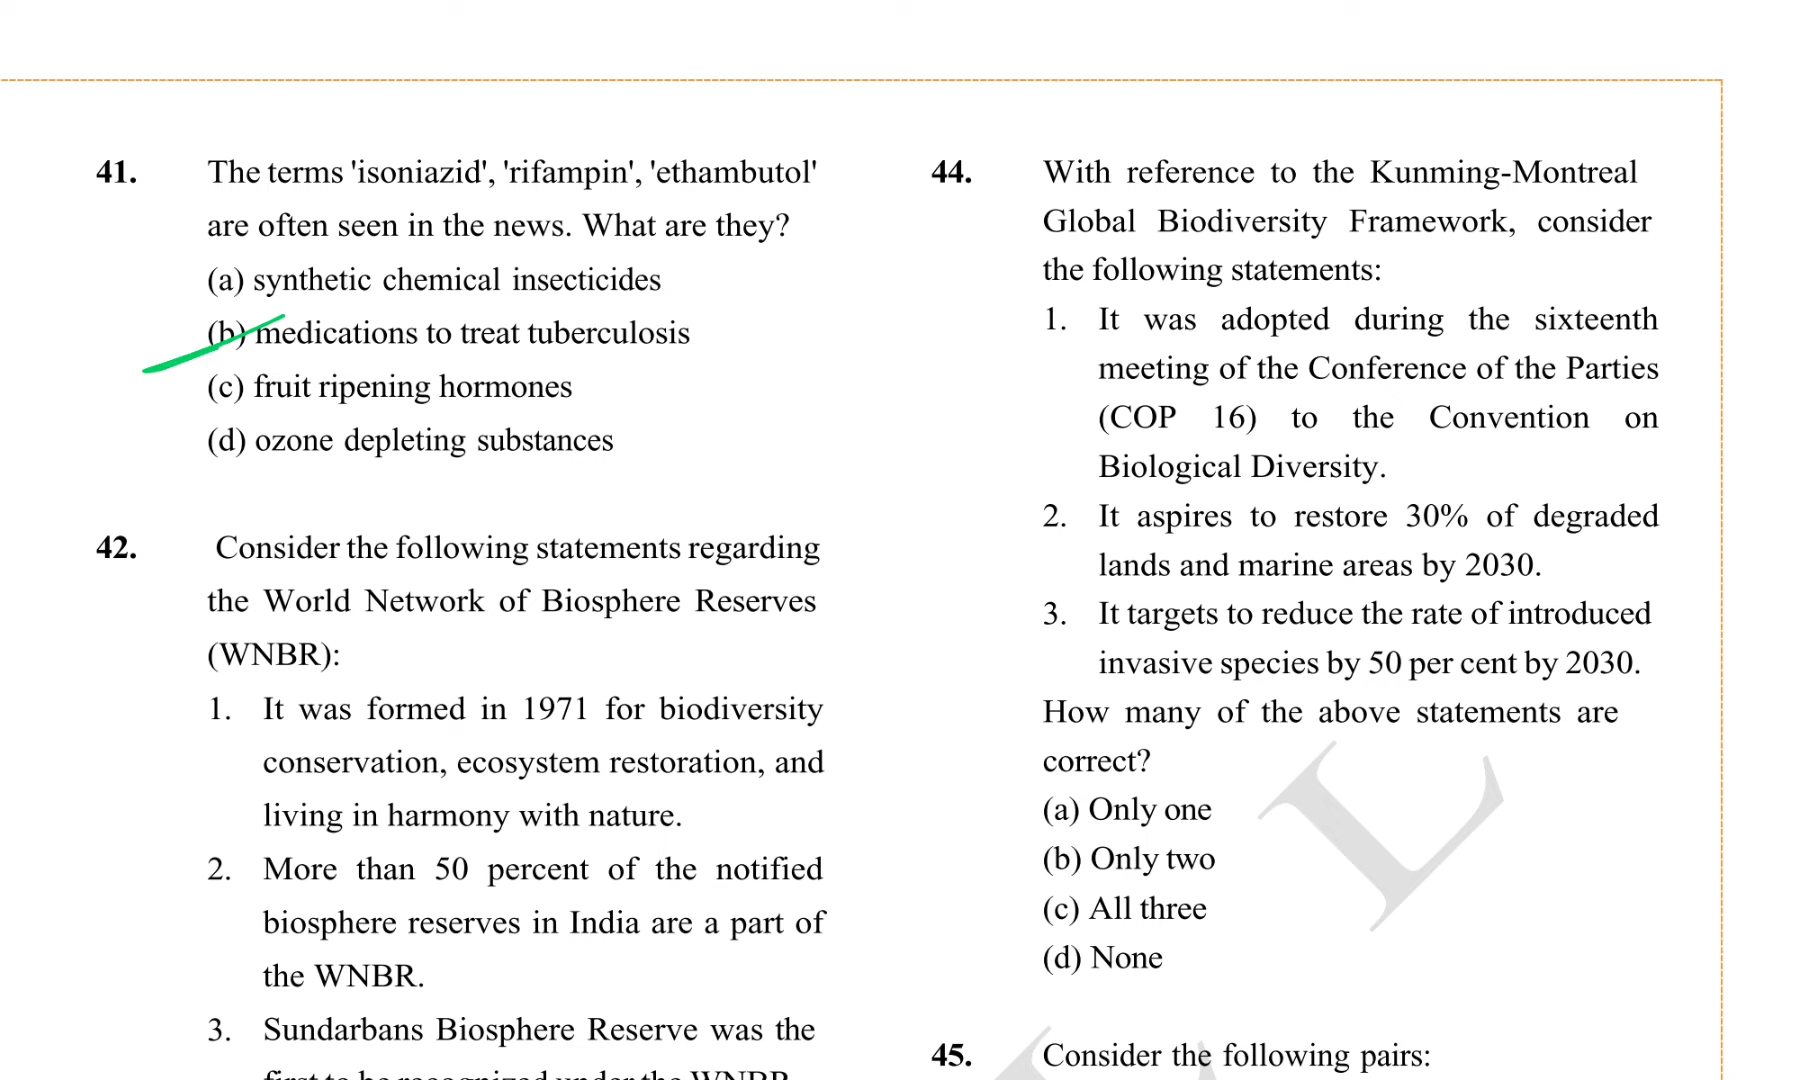 41. The terms 'isoniazid', 'rifampin', 'ethambutol'
are often seen in the news. What are they?
(a) synthetic chemical insecticides
(b) medications to treat tuberculosis
(c) fruit ripening hormones
(d) ozone depleting substances
42. Consider the following statements regarding
the World Network of Biosphere Reserves
(WNBR):
1. It was formed in 1971 for biodiversity
conservation, ecosystem restoration, and
living in harmony with nature.
2. More than 50 percent of the notified
biosphere reserves in India are a part of
the WNBR.
3. Sundarbans Biosphere Reserve was the
first to be recognized under the WNBR
44. With reference to the Kunming-Montreal
Global Biodiversity Framework, consider
the following statements:
1. It was adopted during the sixteenth
meeting of the Conference of the Parties
(COP 16) to the Convention on
Biological Diversity.
2. It aspires to restore 30% of degraded
lands and marine areas by 2030.
3. It targets to reduce the rate of introduced
invasive species by 50 per cent by 2030.
How many of the above statements are
correct?
(a) Only one
(b) Only two
(c) All three
(d) None
45. Consider the following pairs: